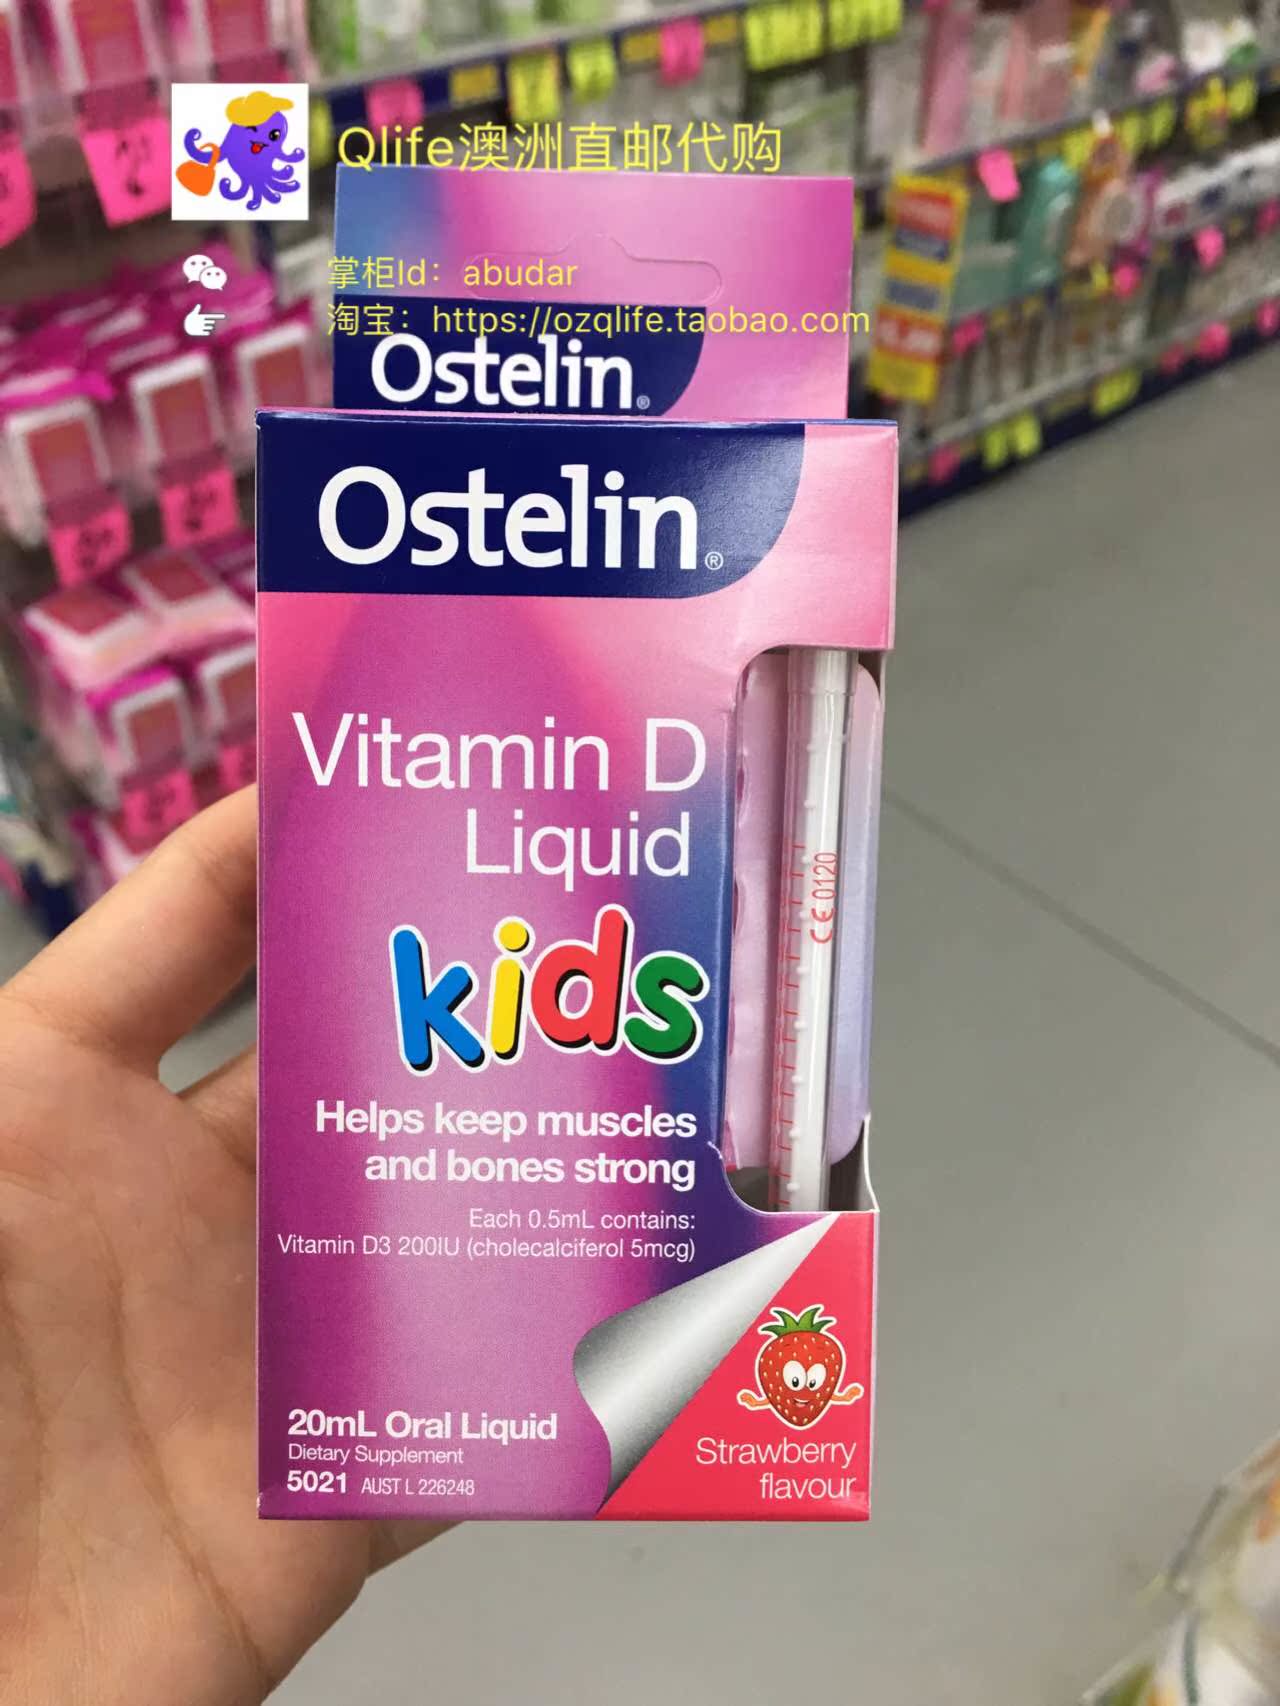 Qlife澳洲直邮代购
掌柜Id：abudar
淘宝：https://ozqlife.taobao.com
Ostelin®
Ostelin®
Vitamin D
Liquid
kids
Helps keep muscles
and bones strong
Each 0.5mL contains:
Vitamin D3 200IU (cholecalciferol 5mcg)
CE 0120
20mL Oral Liquid
Dietary Supplement
5021 AUST L 226248
Strawberry
flavour